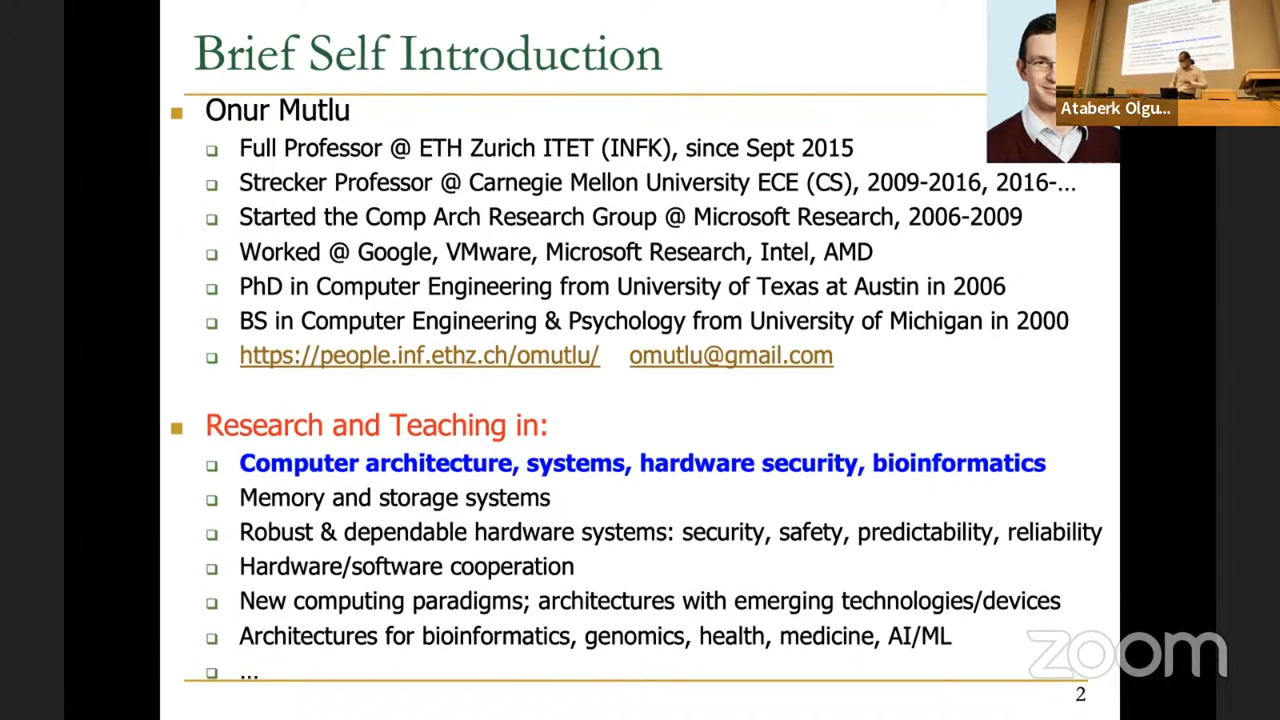 Brief Self Introduction
Onur Mutlu
Full Professor @ ETH Zurich ITET (INFK), since Sept 2015
Strecker Professor @ Carnegie Mellon University ECE (CS), 2009-2016, 2016-...
Started the Comp Arch Research Group @ Microsoft Research, 2006-2009
Worked @ Google, VMware, Microsoft Research, Intel, AMD
PhD in Computer Engineering from University of Texas at Austin in 2006
BS in Computer Engineering & Psychology from University of Michigan in 2000
https://people.inf.ethz.ch/omutlu/ omutlu@gmail.com
Research and Teaching in:
Computer architecture, systems, hardware security, bioinformatics
Memory and storage systems
Robust & dependable hardware systems: security, safety, predictability, reliability
Hardware/software cooperation
New computing paradigms; architectures with emerging technologies/devices
Architectures for bioinformatics, genomics, health, medicine, AI/ML
...
2
Ataberk Olgu...
zoom